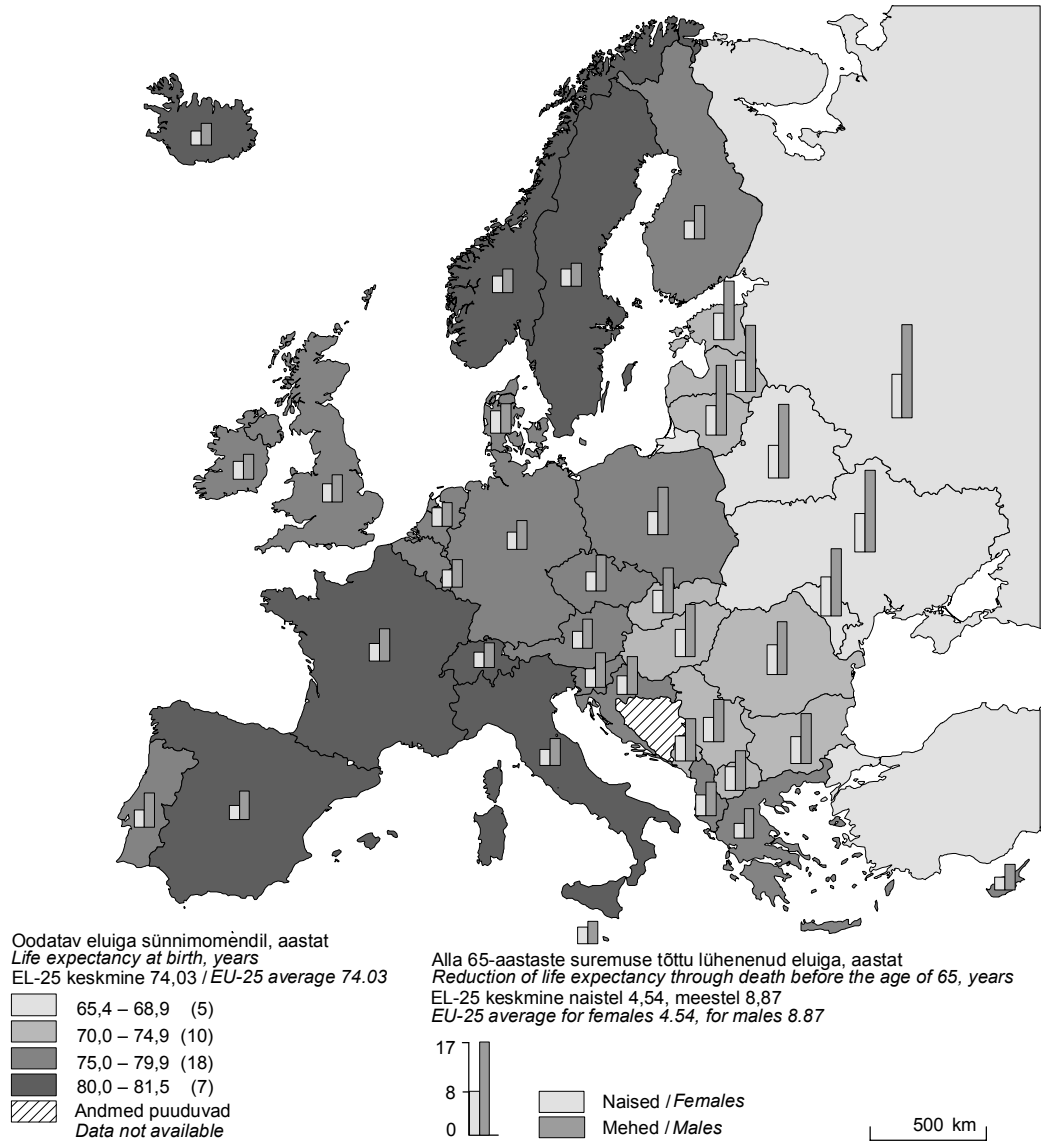 Oodatav eluiga sünnimomendil, aastat
Life expectancy at birth, years
EL-25 keskmine 74,03 / EU-25 average 74.03
65,4 – 68,9 (5)
70,0 – 74,9 (10)
75,0 – 79,9 (18)
80,0 – 81,5 (7)
Andmed puuduvad
Data not available
Alla 65-aastaste suremuse tõttu lühenenud eluiga, aastat
Reduction of life expectancy through death before the age of 65, years
EL-25 keskmine naistel 4,54, meestel 8,87
EU-25 average for females 4.54, for males 8.87
17
8
0
Naised / Females
Mehed / Males
500 km